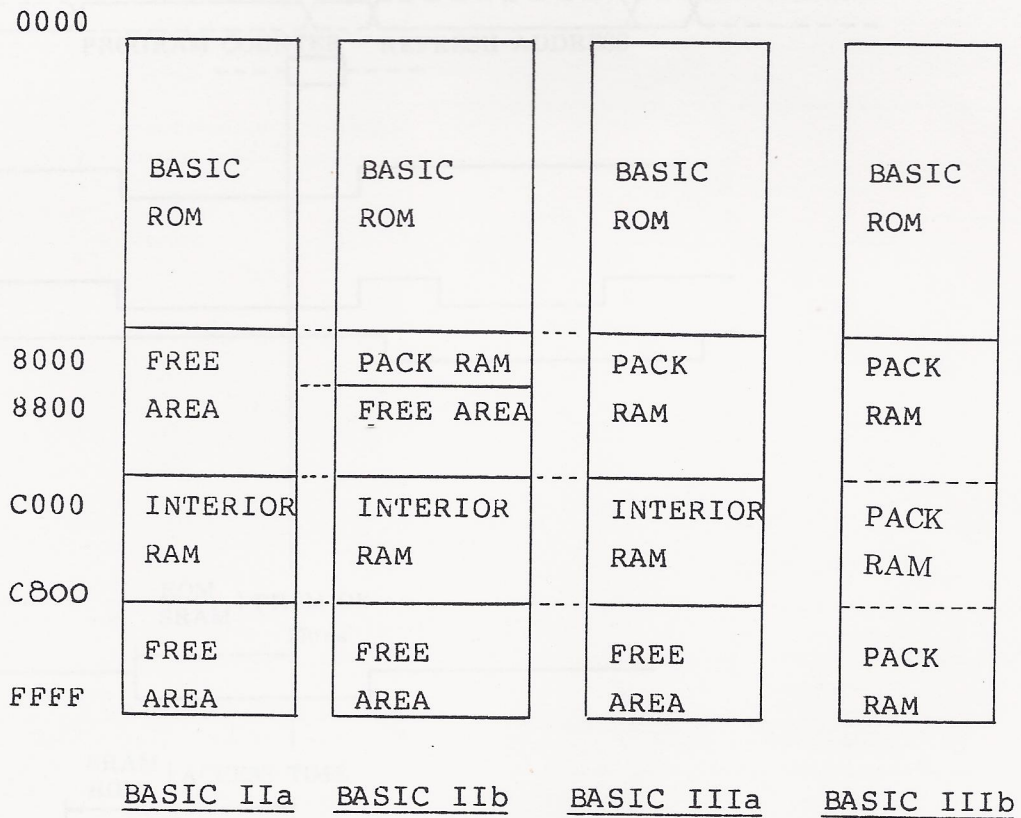 0000
BASIC BASIC BASIC BASIC
ROM ROM ROM ROM
8000 FREE PACK RAM PACK PACK
8800 AREA FREE AREA RAM RAM
C000 INTERIOR INTERIOR INTERIOR PACK
RAM RAM RAM RAM
C800
FREE FREE FREE PACK
FFFF AREA AREA AREA RAM
BASIC IIa BASIC IIb BASIC IIIa BASIC IIIb